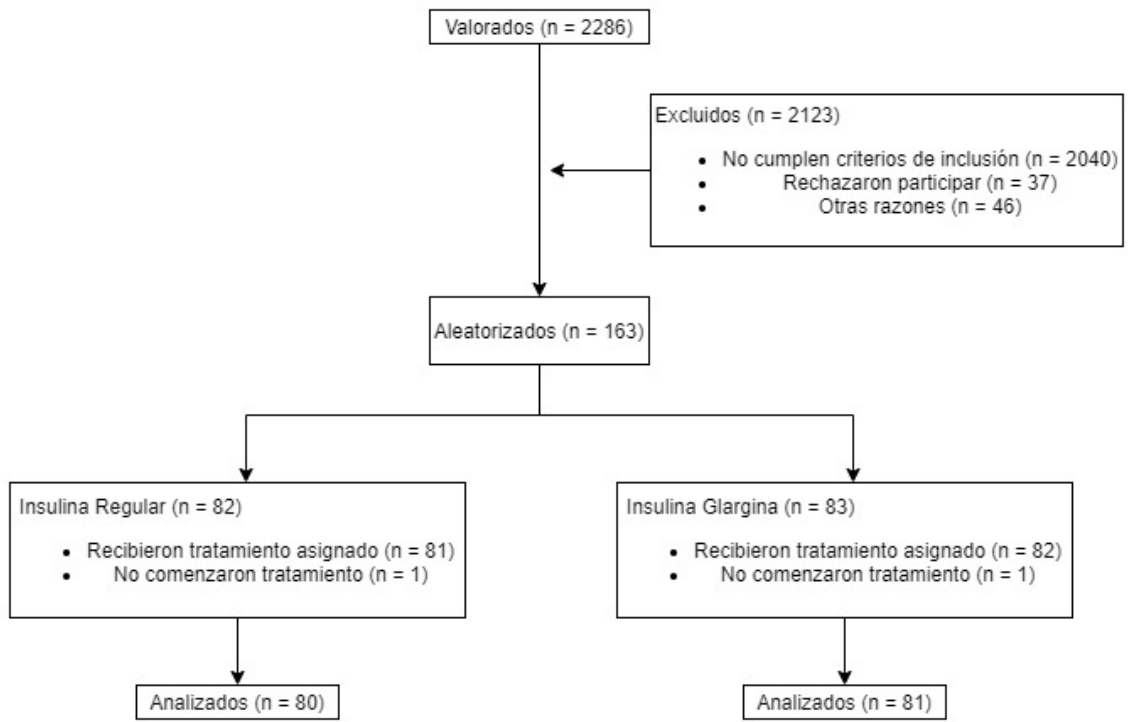 Valorados (n = 2286)
Excluidos (n = 2123)
• No cumplen criterios de inclusión (n = 2040)
• Rechazaron participar (n = 37)
• Otras razones (n = 46)
Aleatorizados (n = 163)
Insulina Regular (n = 82)
• Recibieron tratamiento asignado (n = 81)
• No comenzaron tratamiento (n = 1)
Insulina Glargina (n = 83)
• Recibieron tratamiento asignado (n = 82)
• No comenzaron tratamiento (n = 1)
Analizados (n = 80)
Analizados (n = 81)